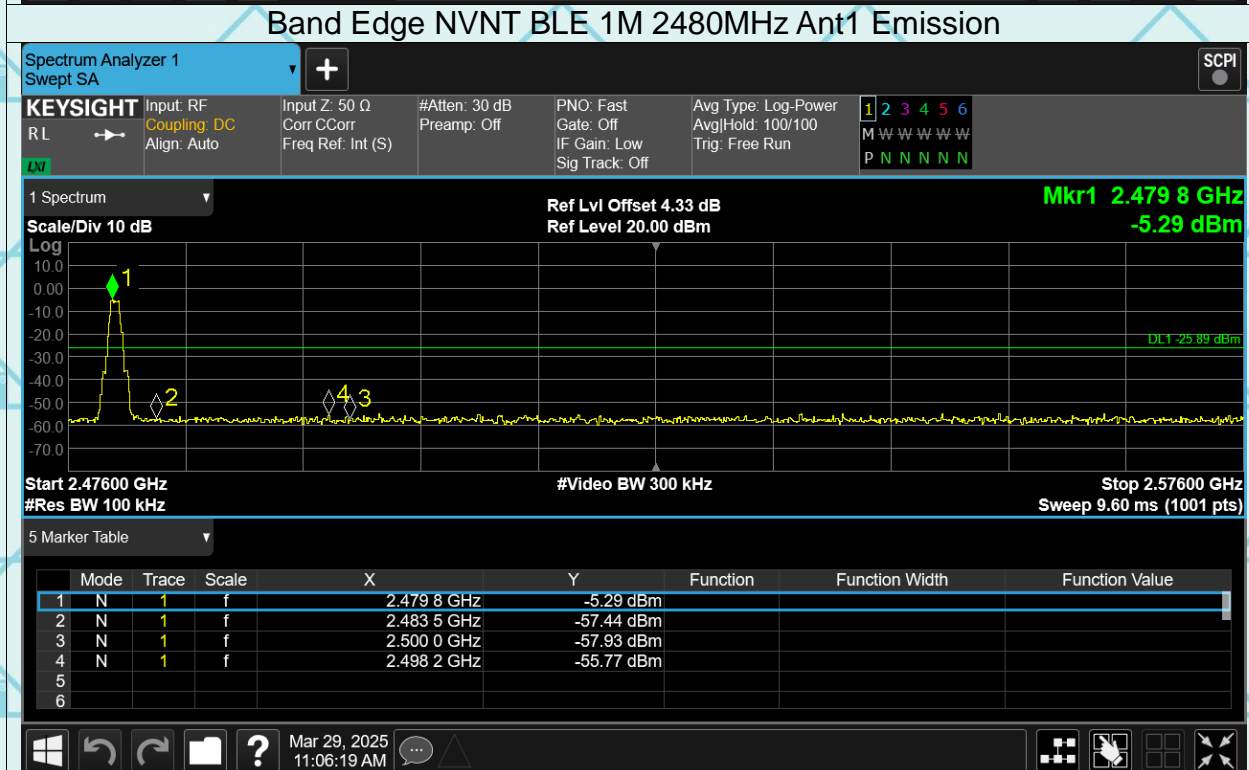 Band Edge NVNT BLE 1M 2480MHz Ant1 Emission
Spectrum Analyzer 1
Swept SA
+
SCPI
KEYSIGHT Input: RF Input Z: 50 Ω #Atten: 30 dB PNO: Fast Avg Type: Log-Power 1 2 3 4 5 6
R L Coupling: DC Corr CCorr Preamp: Off Gate: Off Avg|Hold: 100/100 M W W W W W
Align: Auto Freq Ref: Int (S) IF Gain: Low Trig: Free Run P N N N N N
LXI Sig Track: Off
1 Spectrum Ref Lvl Offset 4.33 dB Mkr1 2.479 8 GHz
Scale/Div 10 dB Ref Level 20.00 dBm -5.29 dBm
Log
10.0
1
0.00
-10.0
-20.0
DL1 -25.89 dBm
-30.0
-40.0
2 4 3
-50.0
-60.0
-70.0
Start 2.47600 GHz #Video BW 300 kHz Stop 2.57600 GHz
#Res BW 100 kHz Sweep 9.60 ms (1001 pts)
5 Marker Table
Mode Trace Scale X Y Function Function Width Function Value
1 N 1 f 2.479 8 GHz -5.29 dBm
2 N 1 f 2.483 5 GHz -57.44 dBm
3 N 1 f 2.500 0 GHz -57.93 dBm
4 N 1 f 2.498 2 GHz -55.77 dBm
5
6
? Mar 29, 2025
11:06:19 AM